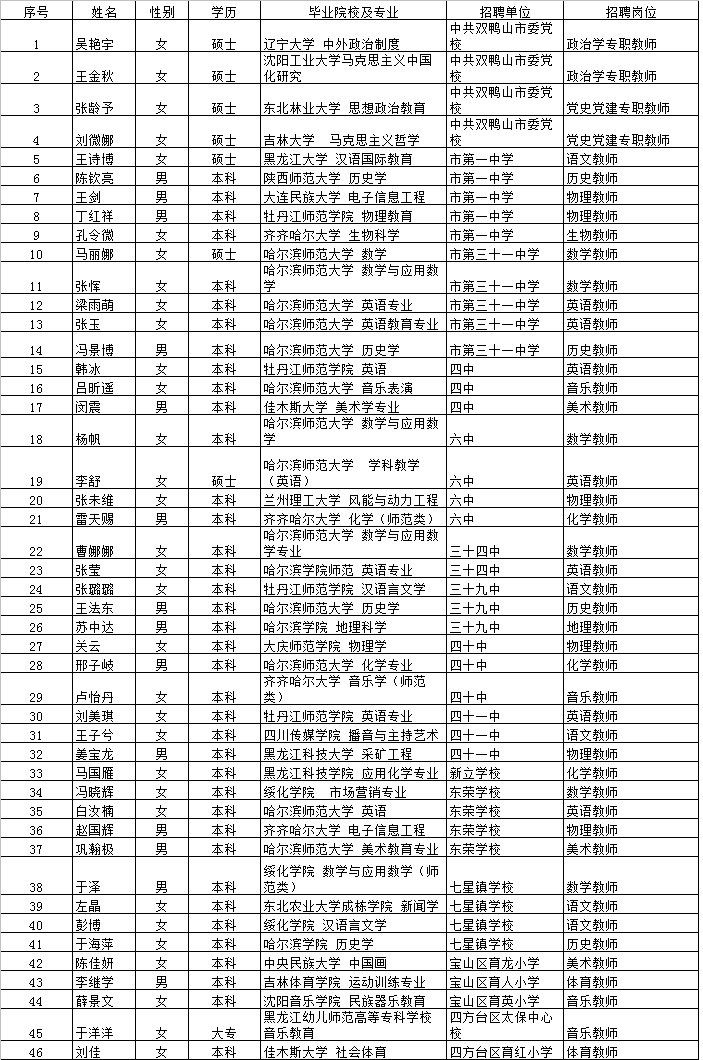 序号 姓名 性别 学历 毕业院校及专业 招聘单位 招聘岗位
1 吴艳宇 女 硕士 辽宁大学 中外政治制度 中共双鸭山市委党校 政治学专职教师
2 王金秋 女 硕士 沈阳工业大学马克思主义中国化研究 中共双鸭山市委党校 政治学专职教师
3 张龄予 女 硕士 东北林业大学 思想政治教育 中共双鸭山市委党校 党史党建专职教师
4 刘微娜 女 硕士 吉林大学 马克思主义哲学 中共双鸭山市委党校 党史党建专职教师
5 王诗博 女 硕士 黑龙江大学 汉语国际教育 市第一中学 语文教师
6 陈钦亮 男 本科 陕西师范大学 历史学 市第一中学 历史教师
7 王剑 男 本科 大连民族大学 电子信息工程 市第一中学 物理教师
8 丁红祥 男 本科 牡丹江师范学院 物理教育 市第一中学 物理教师
9 孔令微 女 本科 齐齐哈尔大学 生物科学 市第一中学 生物教师
10 马丽娜 女 硕士 哈尔滨师范大学 数学 市第三十一中学 数学教师
11 张恽 女 本科 哈尔滨师范大学 数学与应用数学 市第三十一中学 数学教师
12 梁雨萌 女 本科 哈尔滨师范大学 英语专业 市第三十一中学 英语教师
13 张玉 女 本科 哈尔滨师范大学 英语教育专业 市第三十一中学 英语教师
14 冯景博 男 本科 哈尔滨师范大学 历史学 市第三十一中学 历史教师
15 韩冰 女 本科 牡丹江师范学院 英语 四中 英语教师
16 吕昕遥 女 本科 哈尔滨师范大学 音乐表演 四中 音乐教师
17 闵震 男 本科 佳木斯大学 美术学专业 四中 美术教师
18 杨帆 女 本科 哈尔滨师范大学 数学与应用数学 六中 数学教师
19 李舒 女 硕士 哈尔滨师范大学 学科教学（英语） 六中 英语教师
20 张未维 女 本科 兰州理工大学 风能与动力工程 六中 物理教师
21 雷天赐 男 本科 齐齐哈尔大学 化学（师范类） 六中 化学教师
22 曹娜娜 女 本科 哈尔滨师范大学 数学与应用数学专业 三十四中 数学教师
23 张莹 女 本科 哈尔滨学院师范 英语专业 三十四中 英语教师
24 张璐璐 女 本科 牡丹江师范学院 汉语言文学 三十九中 语文教师
25 王法东 男 本科 哈尔滨师范大学 历史学 三十九中 历史教师
26 苏中达 男 本科 哈尔滨学院 地理科学 三十九中 地理教师
27 关云 女 本科 大庆师范学院 物理学 四十中 物理教师
28 邢子岐 男 本科 哈尔滨师范大学 化学专业 四十中 化学教师
29 卢怡丹 女 本科 齐齐哈尔大学 音乐学（师范类） 四十中 音乐教师
30 刘美琪 女 本科 牡丹江师范学院 英语专业 四十一中 英语教师
31 王子兮 女 本科 四川传媒学院 播音与主持艺术 四十一中 语文教师
32 姜宝龙 男 本科 黑龙江科技大学 采矿工程 四十一中 物理教师
33 马国雁 女 本科 黑龙江科技学院 应用化学专业 新立学校 化学教师
34 冯晓辉 女 本科 绥化学院 市场营销专业 东荣学校 数学教师
35 白汝楠 女 本科 哈尔滨师范大学 英语 东荣学校 英语教师
36 赵国辉 男 本科 齐齐哈尔大学 电子信息工程 东荣学校 物理教师
37 巩瀚极 男 本科 哈尔滨师范大学 美术教育专业 东荣学校 美术教师
38 于泽 男 本科 绥化学院 数学与应用数学（师范类） 七星镇学校 数学教师
39 左晶 女 本科 东北农业大学成栋学院 新闻学 七星镇学校 语文教师
40 彭博 女 本科 绥化学院 汉语言文学 七星镇学校 语文教师
41 于海萍 女 本科 哈尔滨学院 历史学 七星镇学校 历史教师
42 陈佳妍 女 本科 中央民族大学 中国画 宝山区育龙小学 美术教师
43 李继学 男 本科 吉林体育学院 运动训练专业 宝山区育人小学 体育教师
44 薛景文 女 本科 沈阳音乐学院 民族器乐教育 宝山区育英小学 音乐教师
45 于洋洋 女 大专 黑龙江幼儿师范高等专科学校 音乐教育 四方台区太保中心校 音乐教师
46 刘佳 女 本科 佳木斯大学 社会体育 四方台区育红小学 体育教师